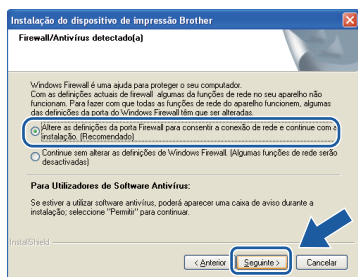 Instalação do dispositivo de impressão Brother
Firewall/Antivírus detectado(a)
Windows Firewall é uma ajuda para proteger o seu computador.
Com as definições actuais de firewall algumas da funções de rede no seu aparelho não
funcionam. Para fazer com que todas as funções de rede do aparelho funcionem, algumas
das definições da porta do Windows Firewall têm que ser alteradas.
Altere as definições da porta Firewall para consentir a conexão de rede e continue com a
instalação. (Recomendado)
Continue sem alterar as definições de Windows Firewall. (Algumas funções de rede serão
desactivadas)
Para Utilizadores de Software Antivírus:
Se estiver a utilizar software antivírus, poderá aparecer uma caixa de aviso durante a
instalação; seleccione "Permitir" para continuar.
InstallShield
< Anterior Seguinte > Cancelar